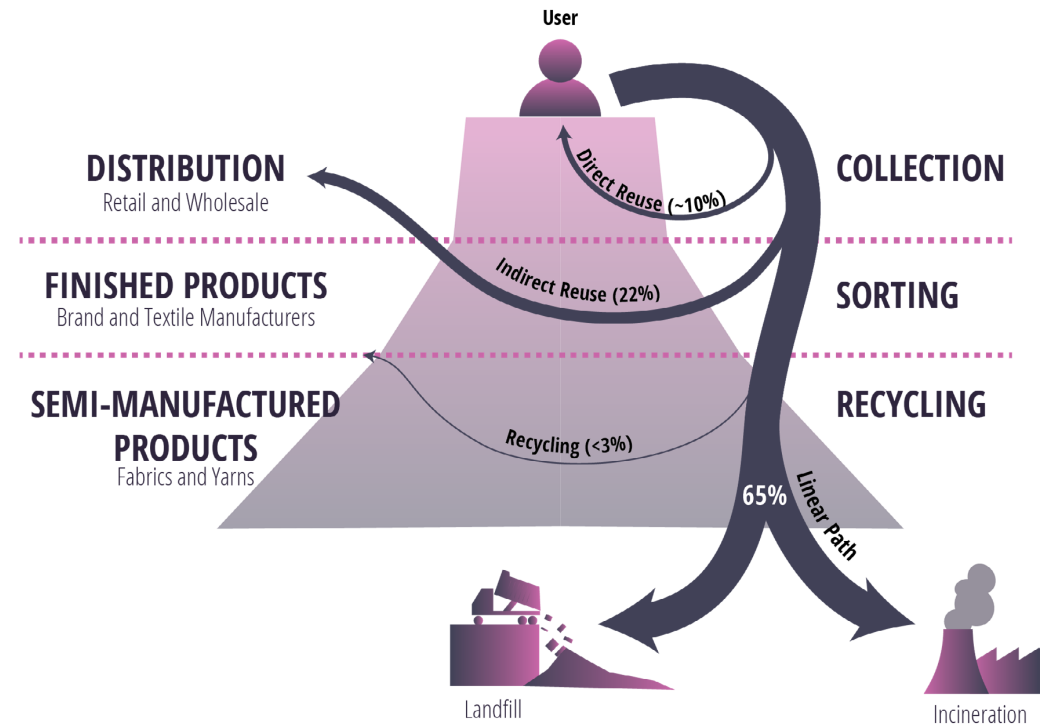 User
DISTRIBUTION
Retail and Wholesale
Direct Reuse (~10%)
COLLECTION
FINISHED PRODUCTS
Brand and Textile Manufacturers
Indirect Reuse (22%)
SORTING
SEMI-MANUFACTURED
PRODUCTS
Fabrics and Yarns
Recycling (<3%)
RECYCLING
65%
Linear Path
Landfill
Incineration